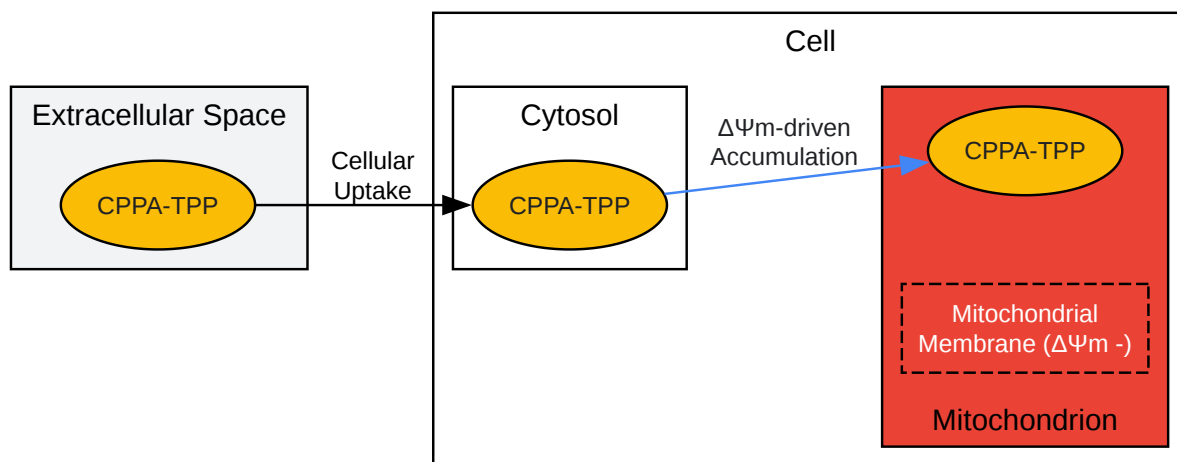 Cell
Extracellular Space
CPPA-TPP
Cellular
Uptake
Cytosol
CPPA-TPP
ΔΨm-driven
Accumulation
CPPA-TPP
Mitochondrial
Membrane (ΔΨm -)
Mitochondrion